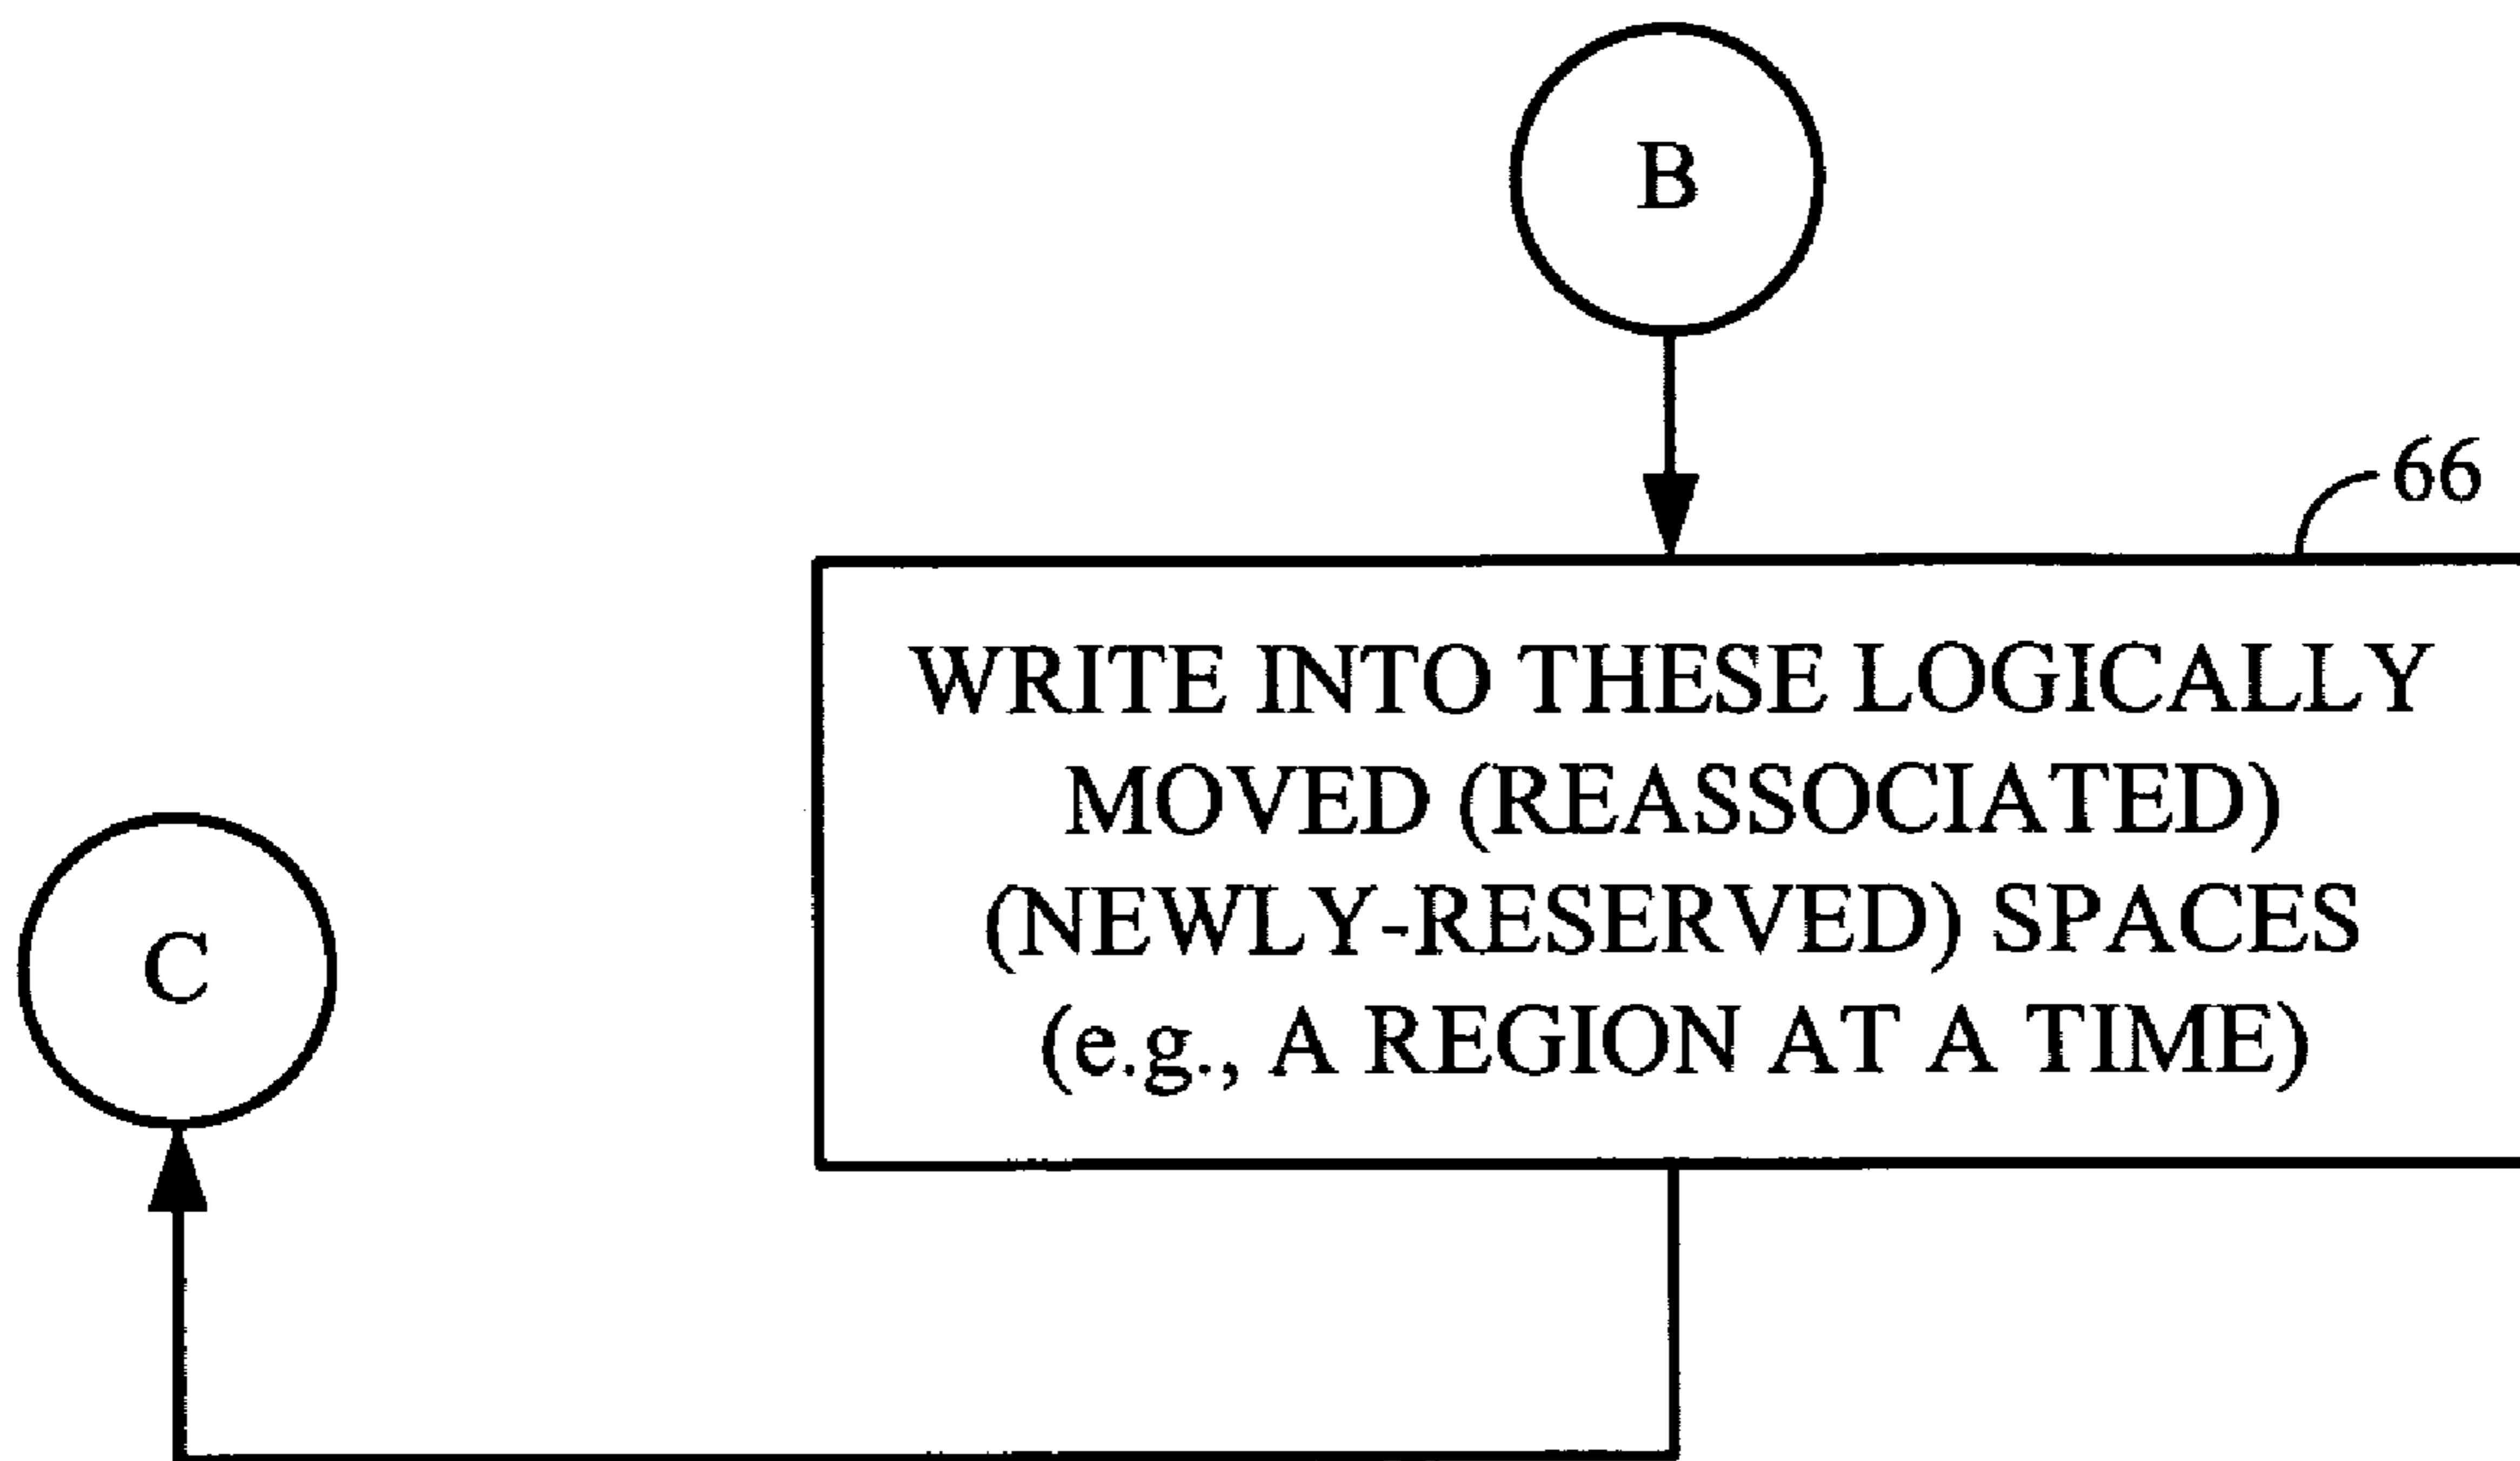 B
66
WRITE INTO THESE LOGICALLY
MOVED (REASSOCIATED)
(NEWLY-RESERVED) SPACES
(e.g., A REGION AT A TIME)
C